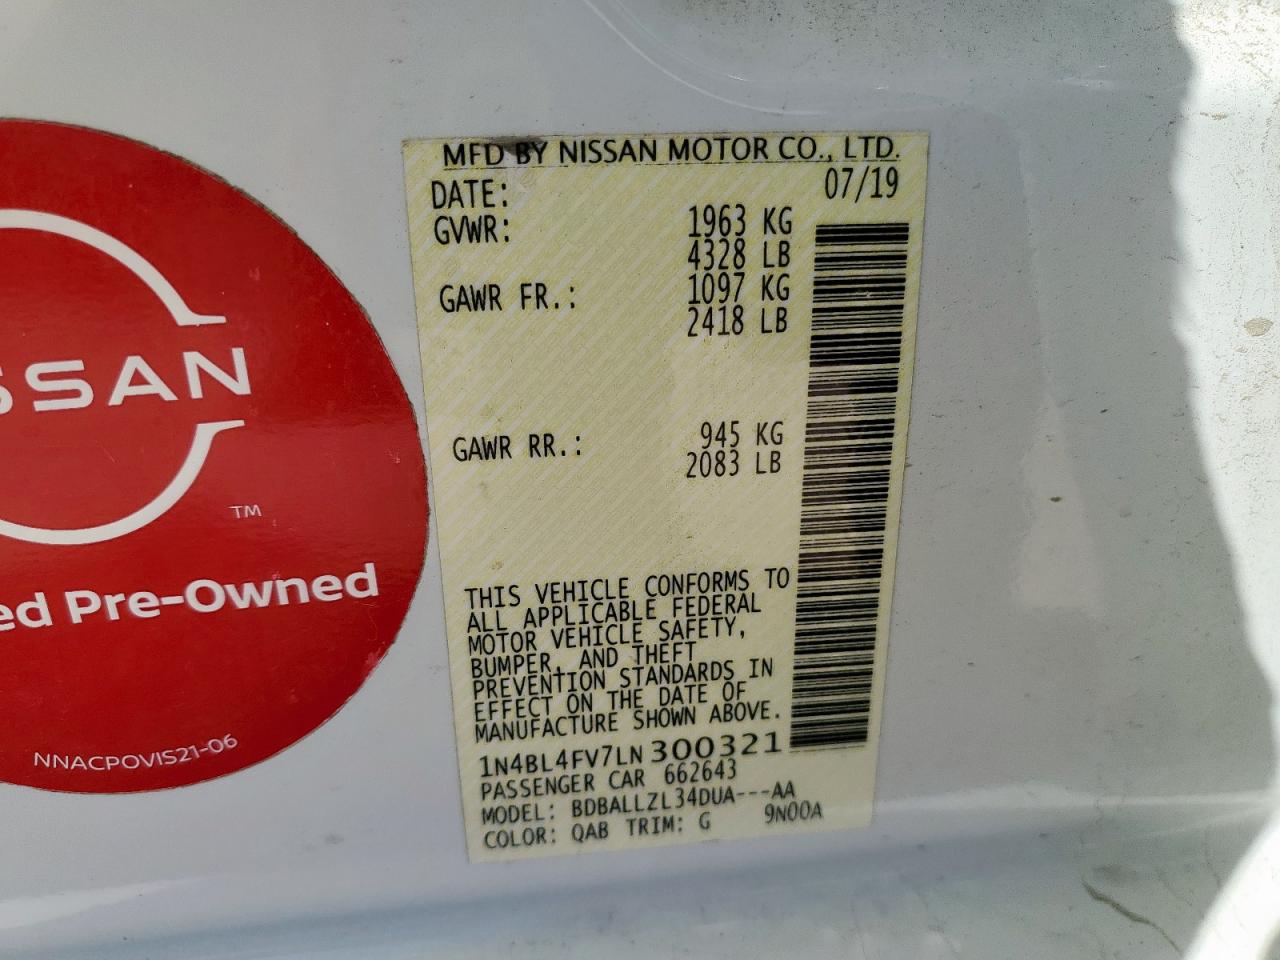 MFD BY NISSAN MOTOR CO., LTD.
DATE: 07/19
GVWR: 1963 KG
4328 LB
GAWR FR.: 1097 KG
2418 LB
GAWR RR.: 945 KG
2083 LB
THIS VEHICLE CONFORMS TO
ALL APPLICABLE FEDERAL
MOTOR VEHICLE SAFETY,
BUMPER, AND THEFT
PREVENTION STANDARDS IN
EFFECT ON THE DATE OF
MANUFACTURE SHOWN ABOVE.
1N4BL4FV7LN300321
PASSENGER CAR 662643
MODEL: BDBALLZL34DUA---AA
COLOR: QAB TRIM: G 9N00A
SSAN
TM
ed Pre-Owned
NNACPOVIS21-06